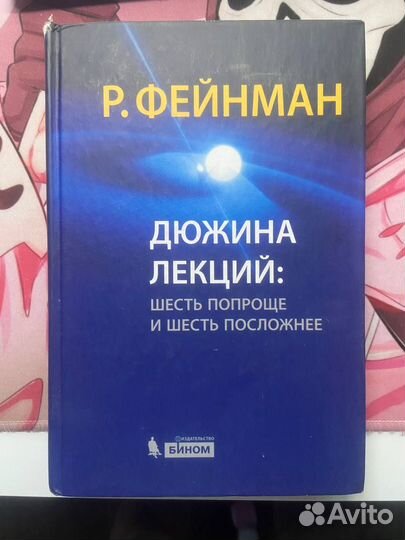 Р. ФЕЙНМАН
ДЮЖИНА
ЛЕКЦИЙ:
ШЕСТЬ ПОПРОЩЕ
И ШЕСТЬ ПОСЛОЖНЕЕ
ИЗДАТЕЛЬСТВО
БИНОМ
Avito